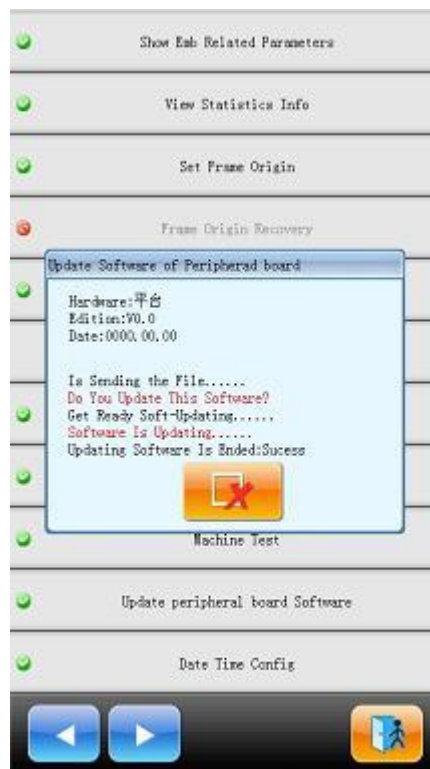 Show Emb Related Parameters
View Statistics Info
Set Frame Origin
Frame Origin Recovery
Update Software of Peripherad board
Hardware:平台
Edition:V0.0
Date:0000.00.00
Is Sending the File......
Do You Update This Software?
Get Ready Soft-Updating......
Software Is Updating......
Updating Software Is Ended:Sucess
Machine Test
Update peripheral board Software
Date Time Config